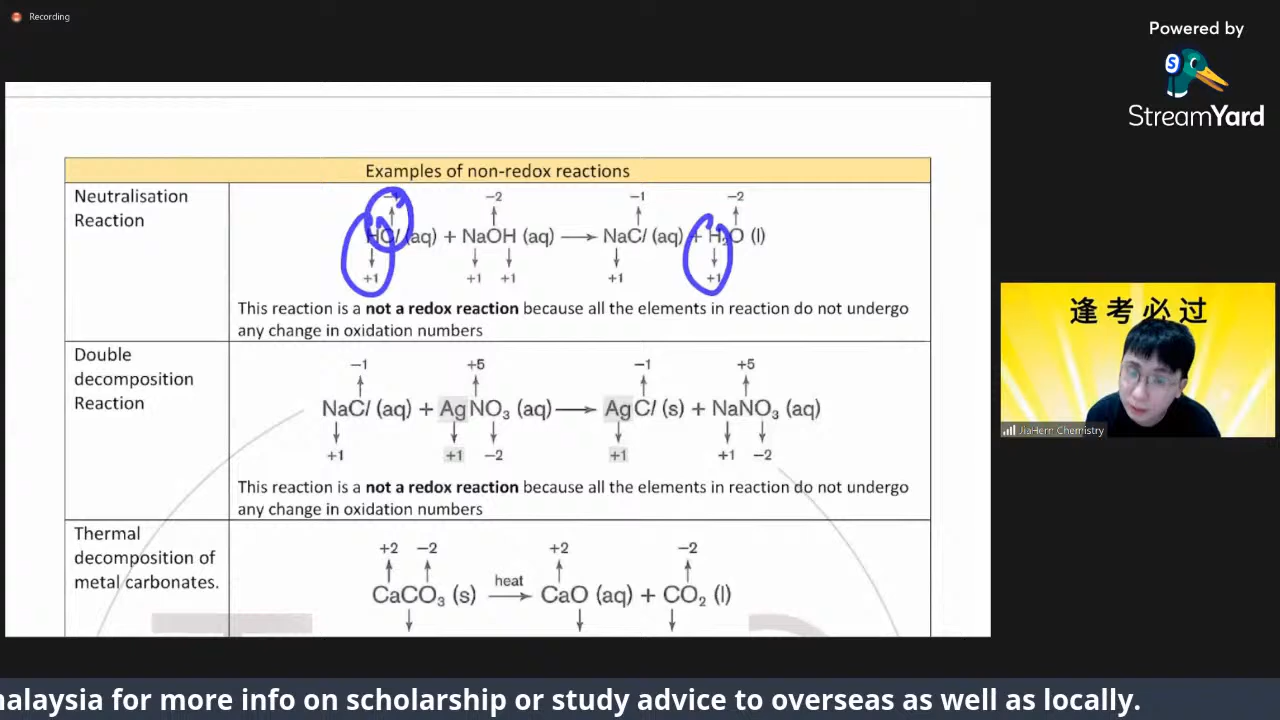 Recording
Powered by
StreamYard
Examples of non-redox reactions
Neutralisation
Reaction
−1 −2 −1 −2
HCl (aq) + NaOH (aq) ⟶ NaCl (aq) + H₂O (l)
+1 +1 +1 +1 +1
This reaction is a not a redox reaction because all the elements in reaction do not undergo
any change in oxidation numbers
Double
decomposition
Reaction
−1 +5 −1 +5
NaCl (aq) + AgNO₃ (aq) ⟶ AgCl (s) + NaNO₃ (aq)
+1 +1 −2 +1 +1 −2
This reaction is a not a redox reaction because all the elements in reaction do not undergo
any change in oxidation numbers
Thermal
decomposition of
metal carbonates.
+2 −2 +2 −2
heat
CaCO₃ (s) ⟶ CaO (aq) + CO₂ (l)
逢考必过
JiaHern Chemistry
malaysia for more info on scholarship or study advice to overseas as well as locally.